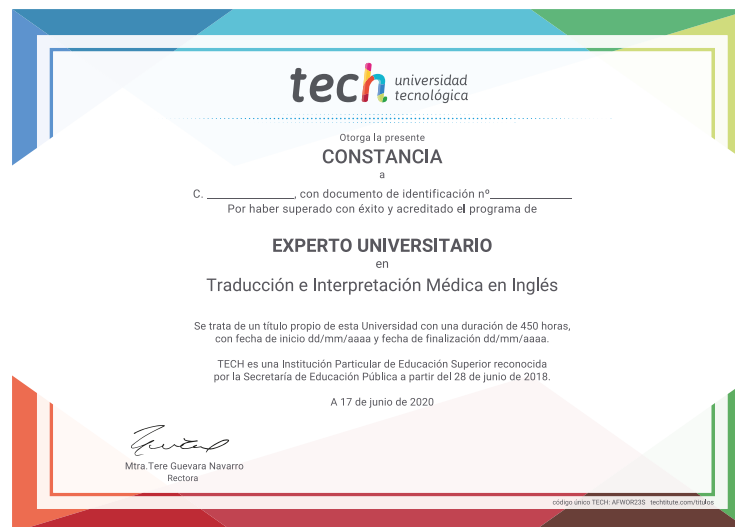 tech universidad
tecnológica
Otorga la presente
CONSTANCIA
a
C. ______________, con documento de identificación nº______________
Por haber superado con éxito y acreditado el programa de
EXPERTO UNIVERSITARIO
en
Traducción e Interpretación Médica en Inglés
Se trata de un título propio de esta Universidad con una duración de 450 horas,
con fecha de inicio dd/mm/aaaa y fecha de finalización dd/mm/aaaa.
TECH es una Institución Particular de Educación Superior reconocida
por la Secretaría de Educación Pública a partir del 28 de junio de 2018.
A 17 de junio de 2020
Mtra.Tere Guevara Navarro
Rectora
código único TECH: AFWOR23S techtitute.com/titulos